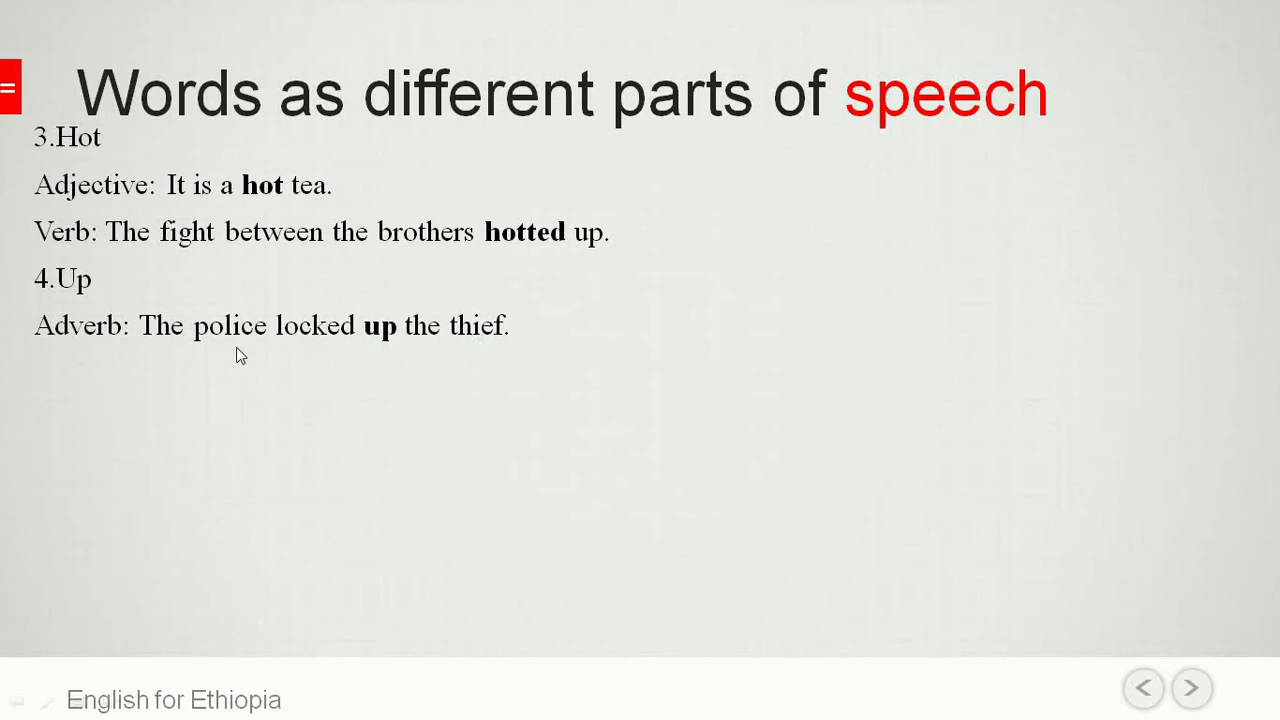 =
Words as different parts of speech
3.Hot
Adjective: It is a hot tea.
Verb: The fight between the brothers hotted up.
4.Up
Adverb: The police locked up the thief.
English for Ethiopia